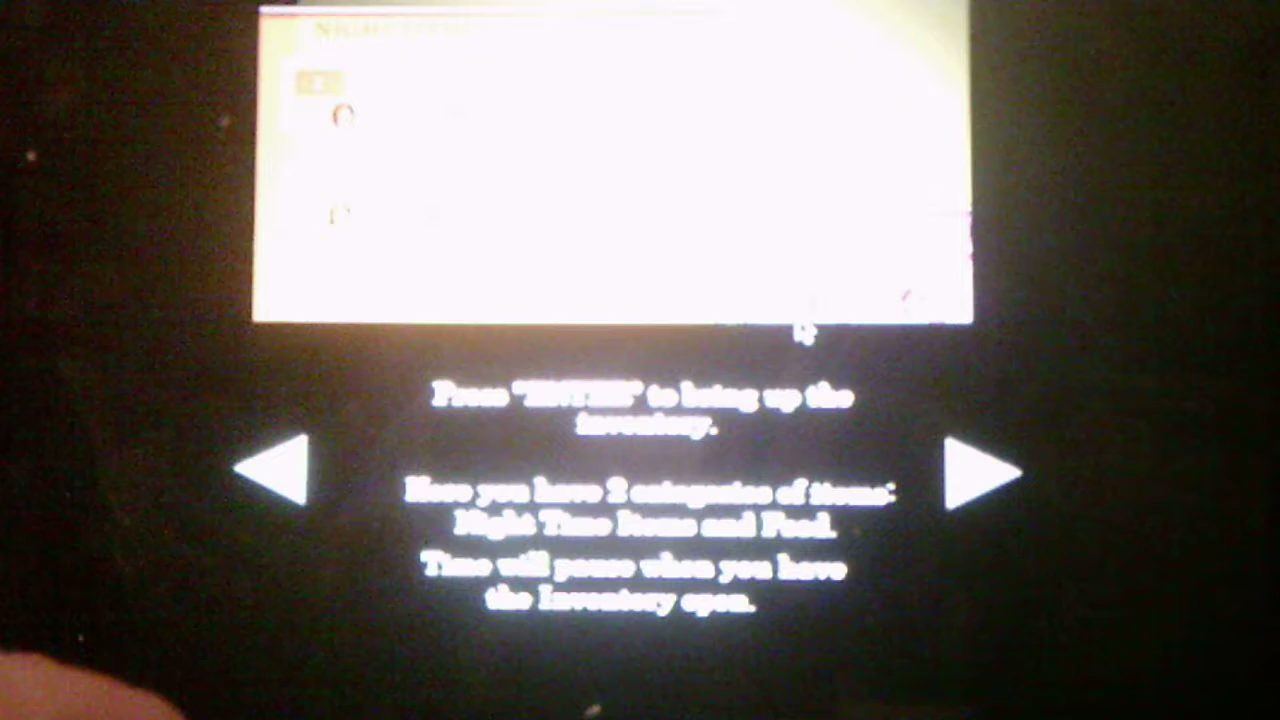 Press "ENTER" to bring up the
inventory.
Here you have 2 categories of items:
Night Time Items and Food.
Time will pause when you have
the Inventory open.